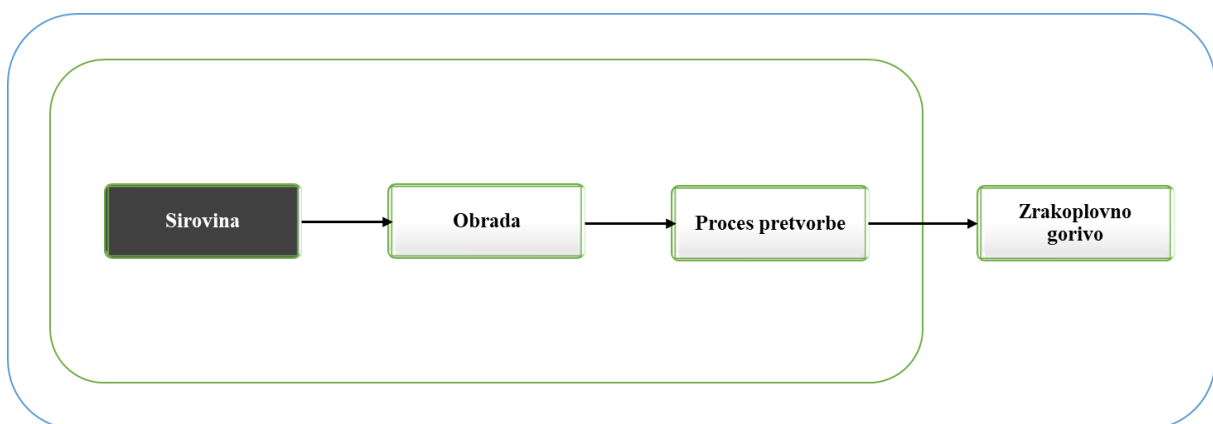 Sirovina
Obrada
Proces pretvorbe
Zrakoplovno
gorivo